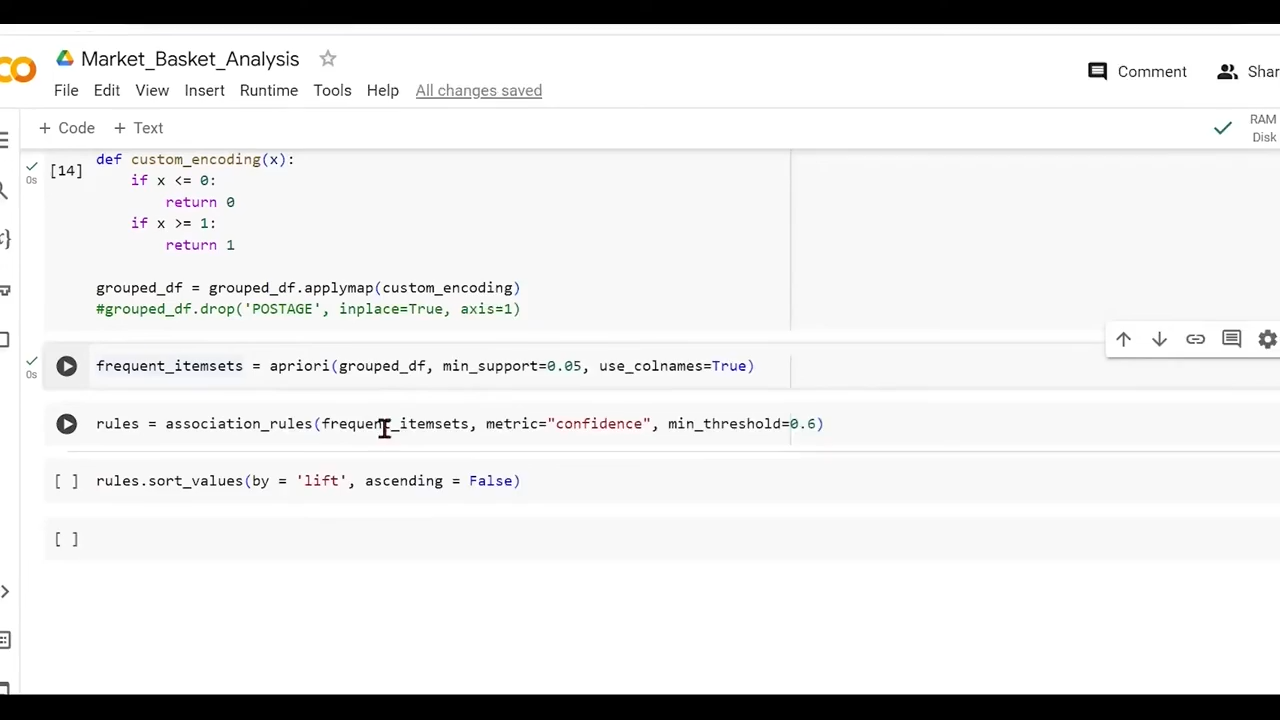 Market_Basket_Analysis
File Edit View Insert Runtime Tools Help All changes saved
Comment
Shar
+ Code + Text
RAM
Disk
[14]
0s
def custom_encoding(x):
if x <= 0:
return 0
if x >= 1:
return 1
grouped_df = grouped_df.applymap(custom_encoding)
#grouped_df.drop('POSTAGE', inplace=True, axis=1)
0s
frequent_itemsets = apriori(grouped_df, min_support=0.05, use_colnames=True)
rules = association_rules(frequent_itemsets, metric="confidence", min_threshold=0.6)
[ ] rules.sort_values(by = 'lift', ascending = False)
[ ]